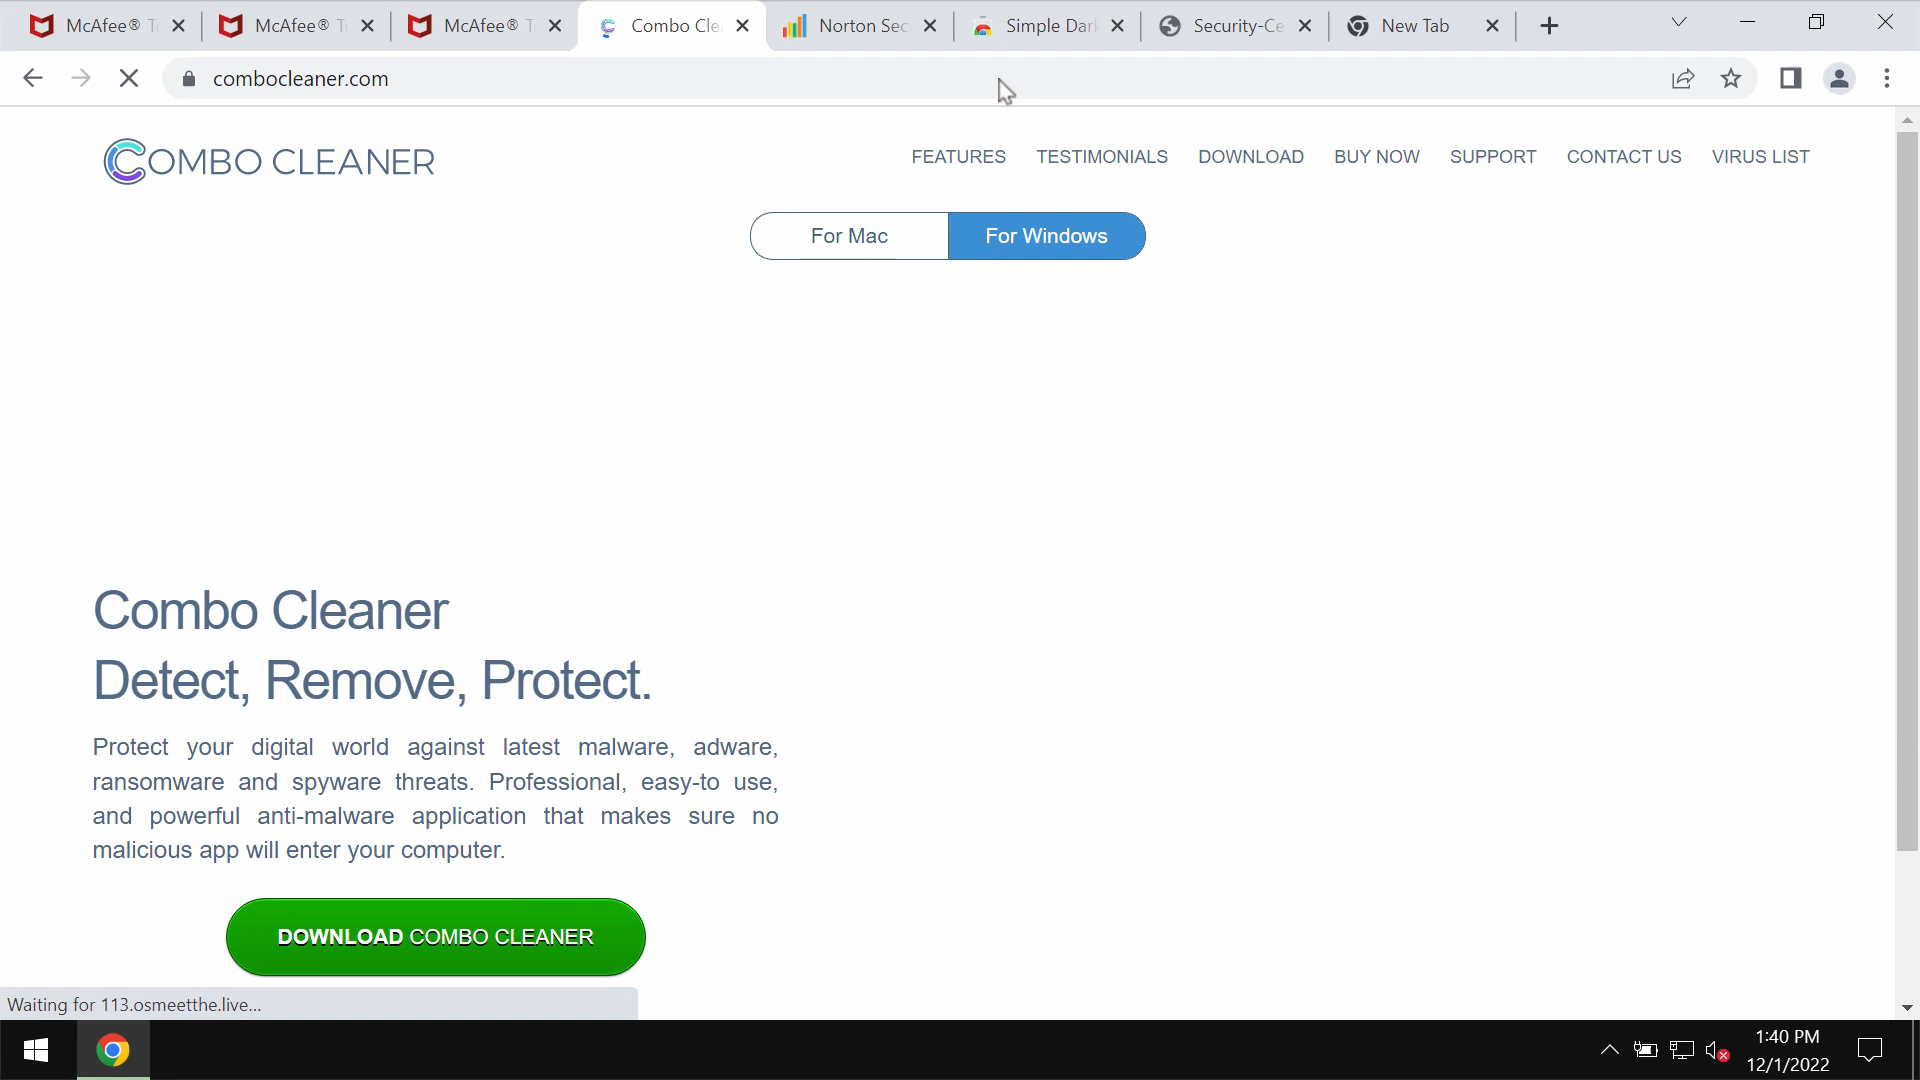 McAfee® T
McAfee® T
McAfee® T
Combo Cle
Norton Sec
Simple Dar
Security-Ce
New Tab
combocleaner.com
COMBO CLEANER
FEATURES
TESTIMONIALS
DOWNLOAD
BUY NOW
SUPPORT
CONTACT US
VIRUS LIST
For Mac
For Windows
Combo Cleaner
Detect, Remove, Protect.
Protect your digital world against latest malware, adware,
ransomware and spyware threats. Professional, easy-to use,
and powerful anti-malware application that makes sure no
malicious app will enter your computer.
DOWNLOAD COMBO CLEANER
Waiting for 113.osmeetthe.live...
1:40 PM
12/1/2022